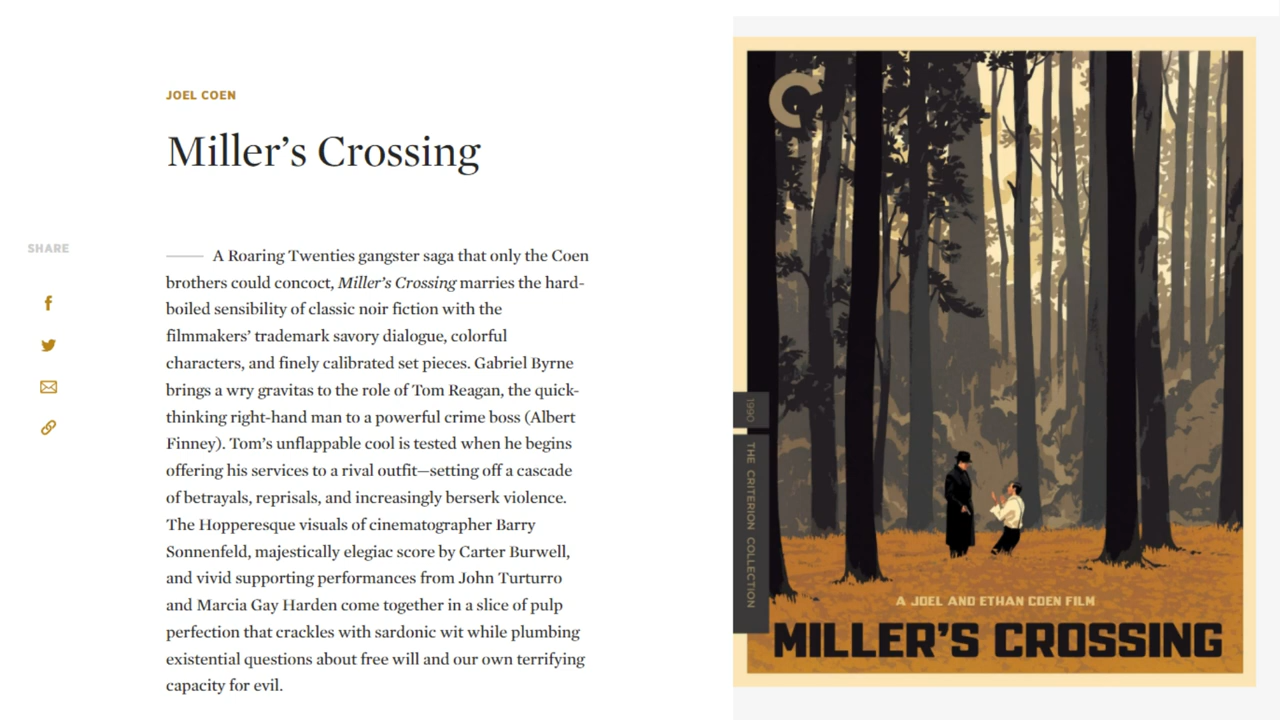 JOEL COEN
Miller’s Crossing
SHARE
A Roaring Twenties gangster saga that only the Coen
brothers could concoct, Miller’s Crossing marries the hard-
boiled sensibility of classic noir fiction with the
filmmakers’ trademark savory dialogue, colorful
characters, and finely calibrated set pieces. Gabriel Byrne
brings a wry gravitas to the role of Tom Reagan, the quick-
thinking right-hand man to a powerful crime boss (Albert
Finney). Tom’s unflappable cool is tested when he begins
offering his services to a rival outfit—setting off a cascade
of betrayals, reprisals, and increasingly berserk violence.
The Hopperesque visuals of cinematographer Barry
Sonnenfeld, majestically elegiac score by Carter Burwell,
and vivid supporting performances from John Turturro
and Marcia Gay Harden come together in a slice of pulp
perfection that crackles with sardonic wit while plumbing
existential questions about free will and our own terrifying
capacity for evil.
1990
THE CRITERION COLLECTION
A JOEL AND ETHAN COEN FILM
MILLER’S CROSSING